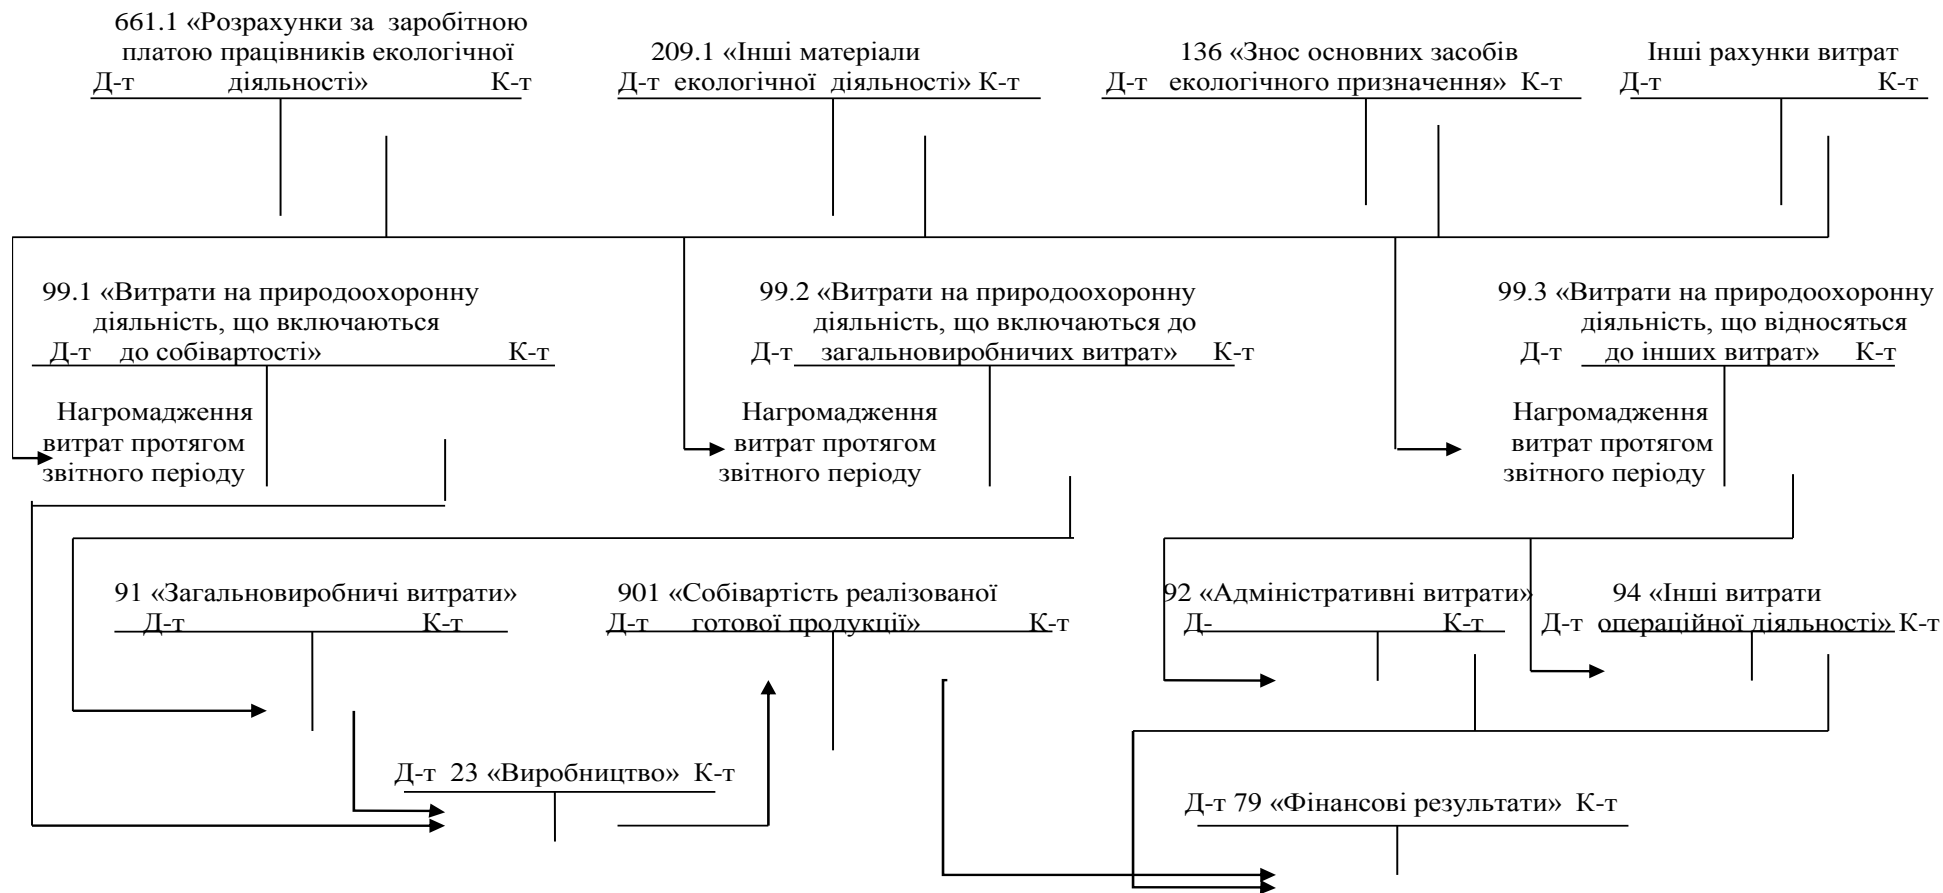 661.1 «Розрахунки за заробітною
платою працівників екологічної
Д-т діяльності» К-т
209.1 «Інші матеріали
Д-т екологічної діяльності» К-т
136 «Знос основних засобів
Д-т екологічного призначення» К-т
Інші рахунки витрат
Д-т К-т
99.1 «Витрати на природоохоронну
діяльність, що включаються
Д-т до собівартості» К-т
99.2 «Витрати на природоохоронну
діяльність, що включаються до
Д-т загальновиробничих витрат» К-т
99.3 «Витрати на природоохоронну
діяльність, що відносяться
Д-т до інших витрат» К-т
Нагромадження
витрат протягом
звітного періоду
Нагромадження
витрат протягом
звітного періоду
Нагромадження
витрат протягом
звітного періоду
91 «Загальновиробничі витрати»
Д-т К-т
901 «Собівартість реалізованої
Д-т готової продукції» К-т
92 «Адміністративні витрати»
Д- К-т
94 «Інші витрати
Д-т операційної діяльності» К-т
Д-т 23 «Виробництво» К-т
Д-т 79 «Фінансові результати» К-т